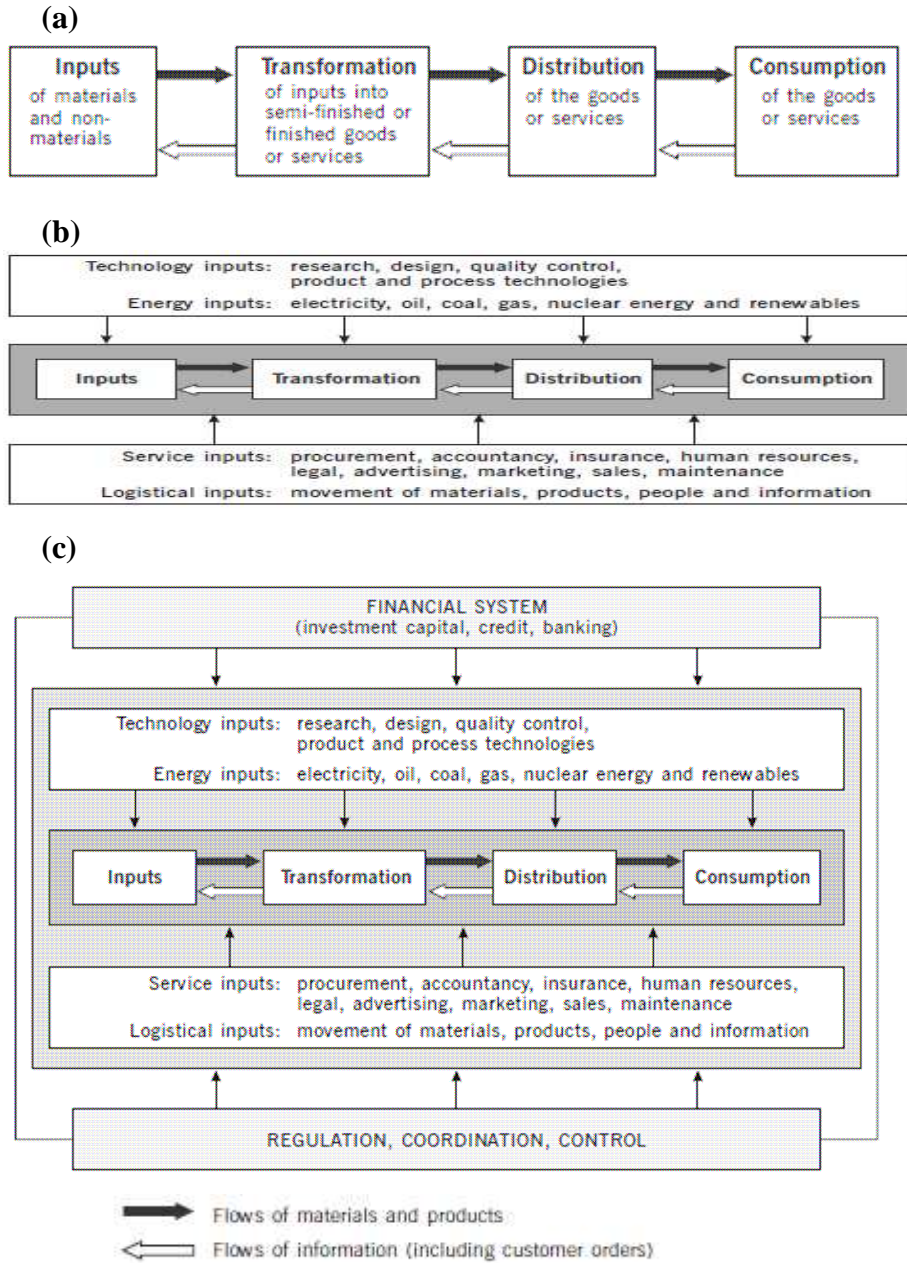 (a)
Inputs
of materials
and non-
materials
Transformation
of inputs into
semi-finished or
finished goods
or services
Distribution
of the goods
or services
Consumption
of the goods
or services
(b)
Technology inputs: research, design, quality control,
product and process technologies
Energy inputs: electricity, oil, coal, gas, nuclear energy and renewables
Inputs
Transformation
Distribution
Consumption
Service inputs: procurement, accountancy, insurance, human resources,
legal, advertising, marketing, sales, maintenance
Logistical inputs: movement of materials, products, people and information
(c)
FINANCIAL SYSTEM
(investment capital, credit, banking)
Technology inputs: research, design, quality control,
product and process technologies
Energy inputs: electricity, oil, coal, gas, nuclear energy and renewables
Inputs
Transformation
Distribution
Consumption
Service inputs: procurement, accountancy, insurance, human resources,
legal, advertising, marketing, sales, maintenance
Logistical inputs: movement of materials, products, people and information
REGULATION, COORDINATION, CONTROL
Flows of materials and products
Flows of information (including customer orders)